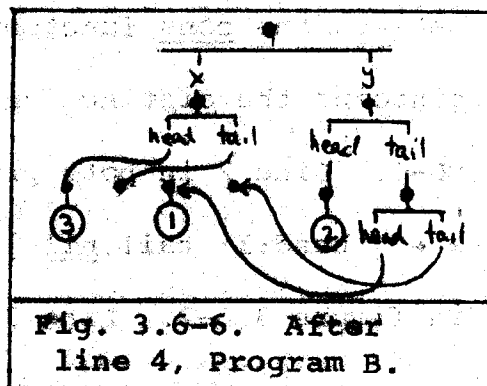 x y
head tail head tail
3 1 2 head tail
Fig. 3.6-6. After
line 4, Program B.